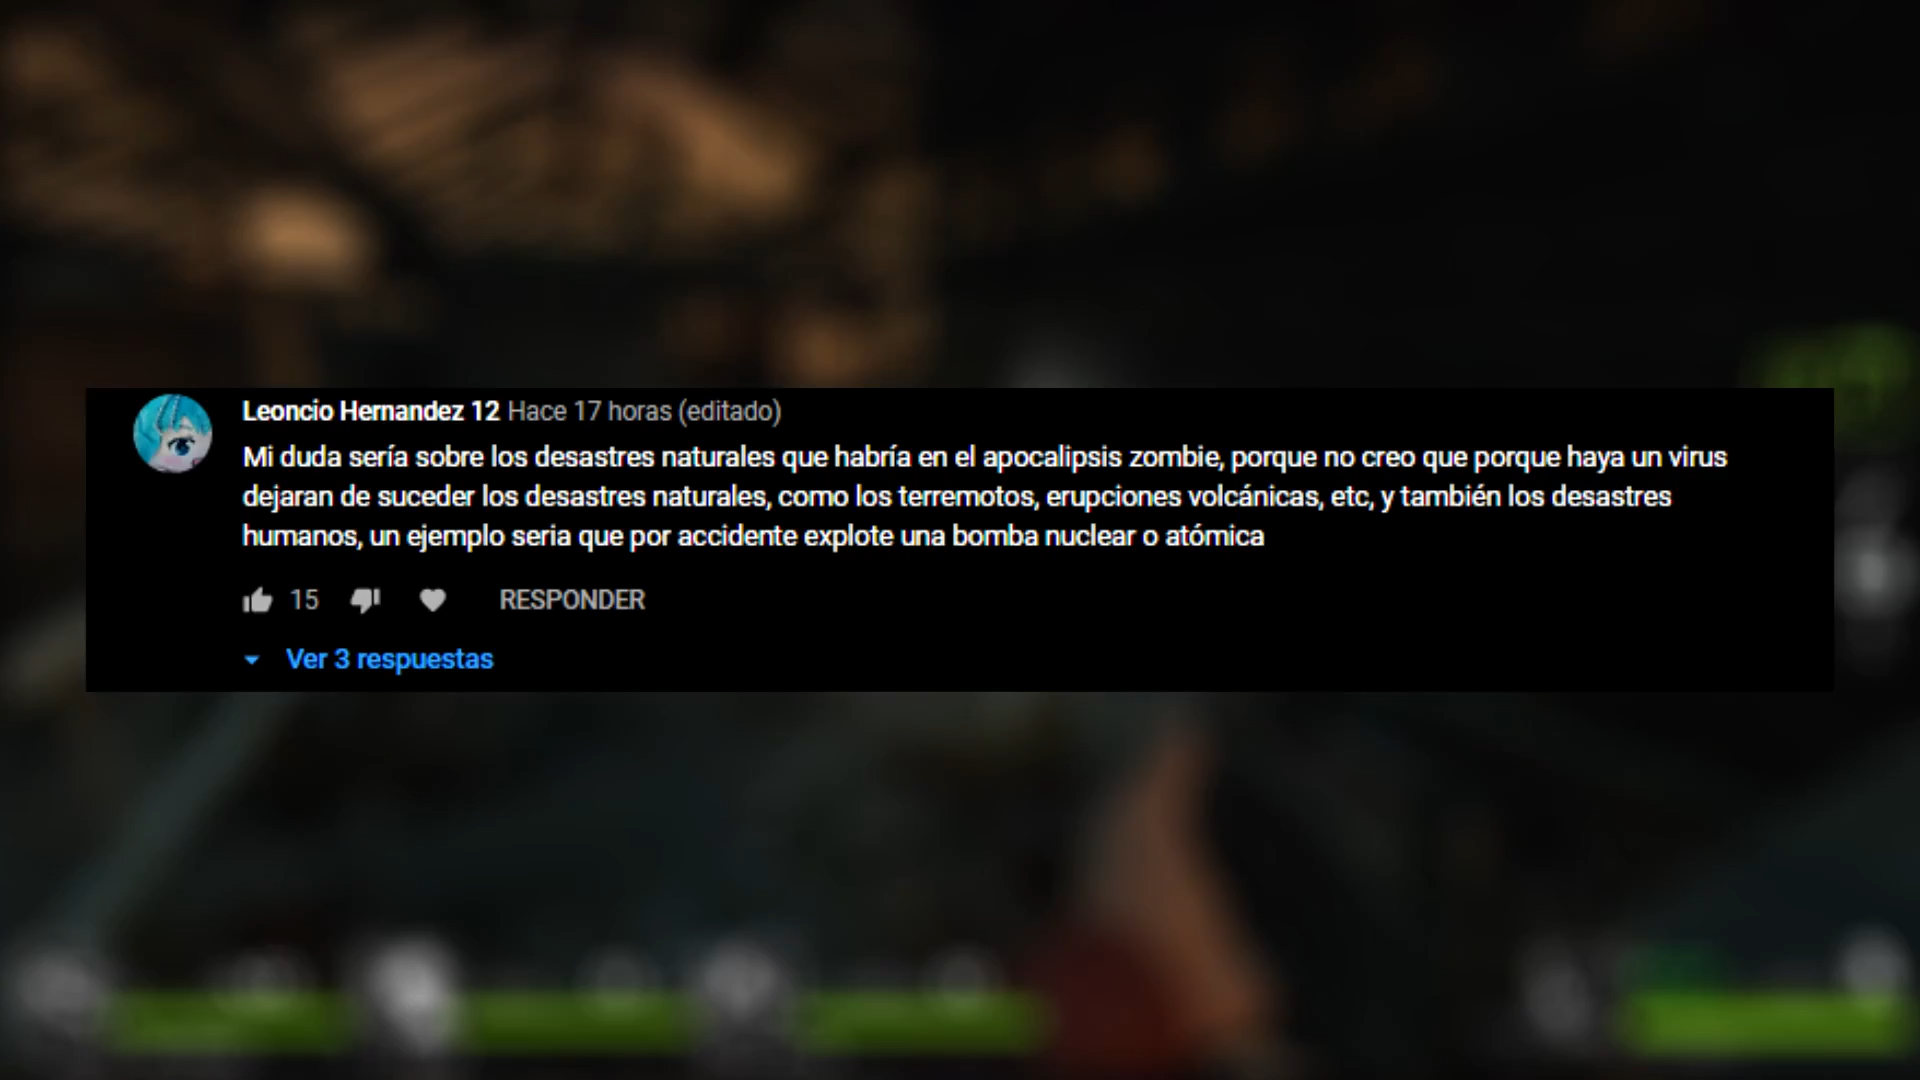 Leoncio Hernandez 12 Hace 17 horas (editado)
Mi duda sería sobre los desastres naturales que habría en el apocalipsis zombie, porque no creo que porque haya un virus
dejaran de suceder los desastres naturales, como los terremotos, erupciones volcánicas, etc, y también los desastres
humanos, un ejemplo seria que por accidente explote una bomba nuclear o atómica
15 RESPONDER
Ver 3 respuestas